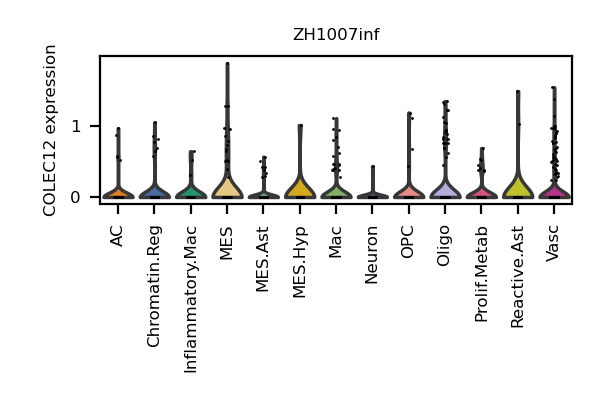 ZH1007inf
COLEC12 expression
1
0
AC
Chromatin.Reg
Inflammatory.Mac
MES
MES.Ast
MES.Hyp
Mac
Neuron
OPC
Oligo
Prolif.Metab
Reactive.Ast
Vasc